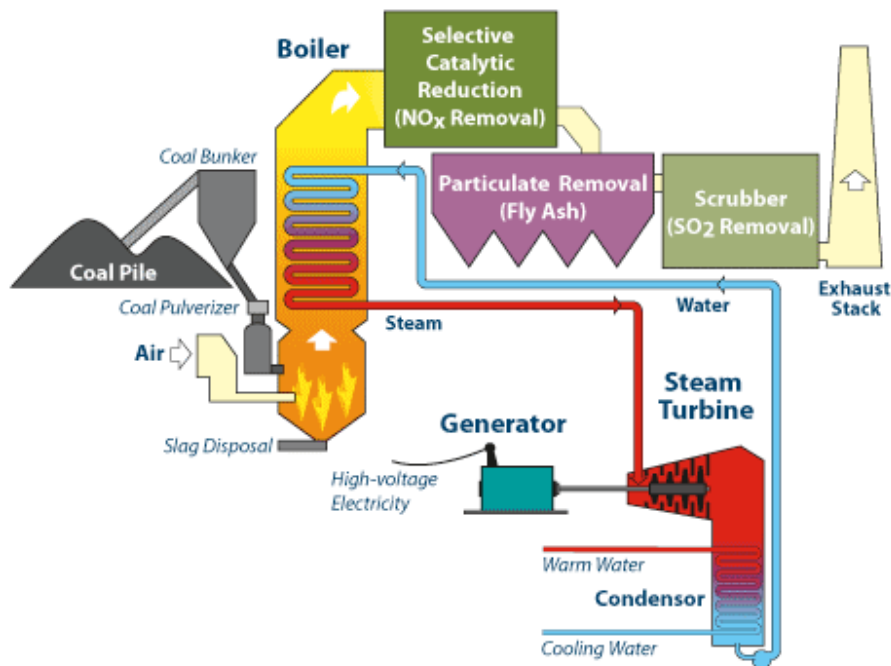 Boiler
Selective
Catalytic
Reduction
(NOx Removal)
Coal Bunker
Particulate Removal
(Fly Ash)
Scrubber
(SO2 Removal)
Coal Pile
Coal Pulverizer
Steam
Water
Exhaust
Stack
Air
Steam
Turbine
Generator
Slag Disposal
High-voltage
Electricity
Warm Water
Condensor
Cooling Water